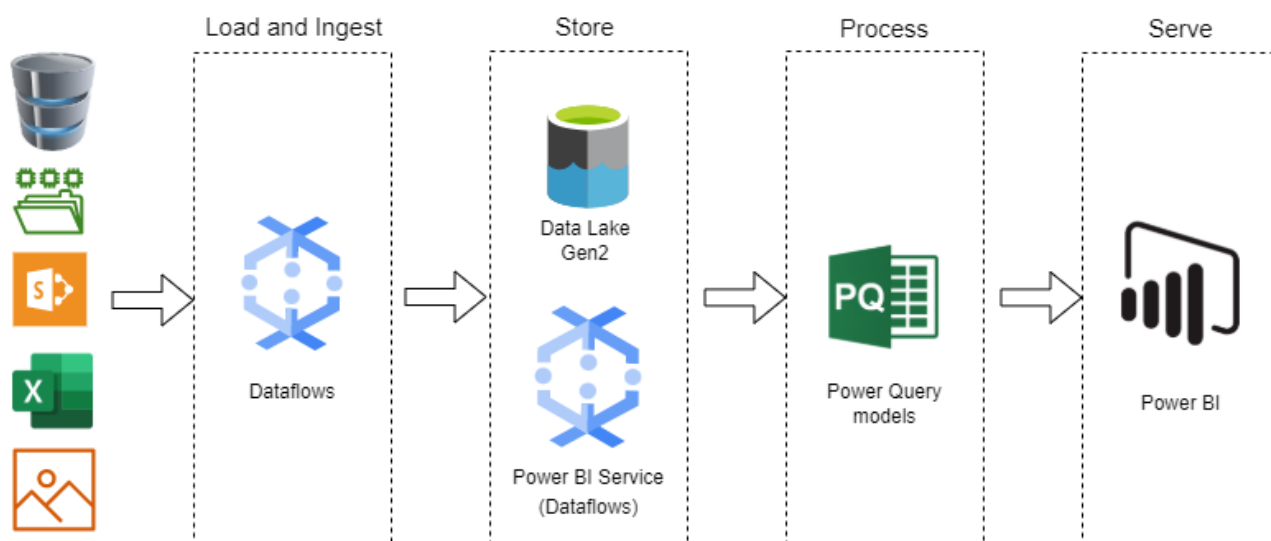 Load and Ingest
Store
Process
Serve
S
X
Dataflows
Data Lake
Gen2
Power BI Service
(Dataflows)
PQ
Power Query
models
Power BI